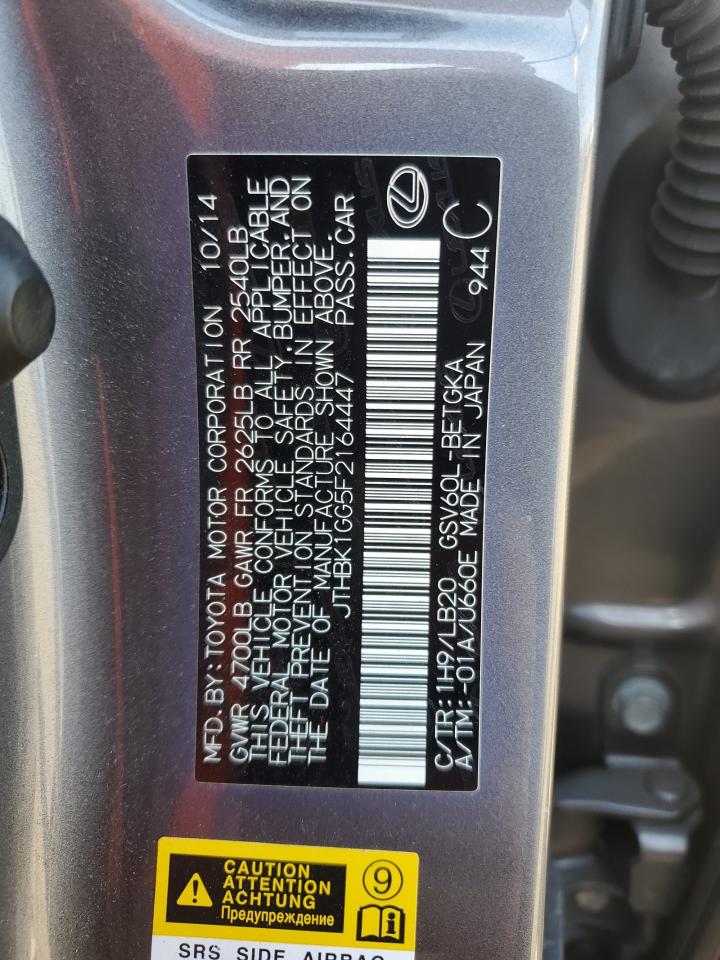 MFD.BY:TOYOTA MOTOR CORPORATION 10/14
GVWR 4700LB GAWR FR 2625LB RR 2540LB
THIS VEHICLE CONFORMS TO ALL APPLICABLE
FEDERAL MOTOR VEHICLE SAFETY,BUMPER,AND
THEFT PREVENTION STANDARDS IN EFFECT ON
THE DATE OF MANUFACTURE SHOWN ABOVE.
JTHBK1GG5F2164447 PASS.CAR
C/TR:1H9/LB20 GSV60L-BETGKA
A/TM:-01A/U660E MADE IN JAPAN 944 C
CAUTION
ATTENTION
ACHTUNG
Предупреждение
9
SRS SIDE AIRBAG